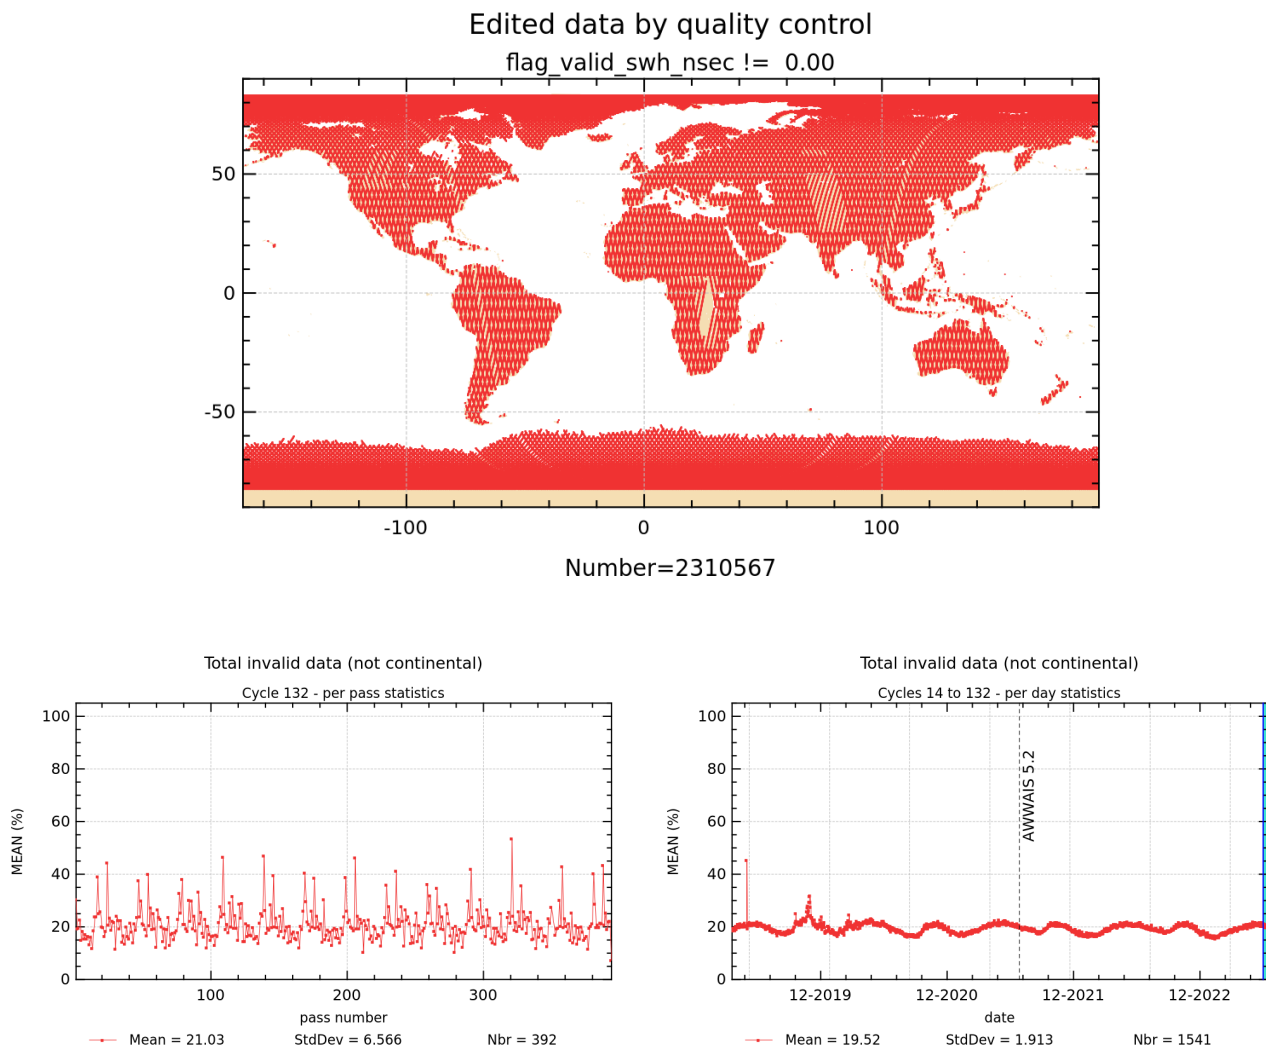 Edited data by quality control
flag_valid_swh_nsec !=  0.00
50
0
-50
-100
0
100
Number=2310567
Total invalid data (not continental)
Cycle 132 - per pass statistics
100
80
60
40
20
0
MEAN (%)
100
200
300
pass number
Mean = 21.03
StdDev = 6.566
Nbr = 392
Total invalid data (not continental)
Cycles 14 to 132 - per day statistics
100
80
60
40
20
0
MEAN (%)
AWWAIS 5.2
12-2019
12-2020
12-2021
12-2022
date
Mean = 19.52
StdDev = 1.913
Nbr = 1541